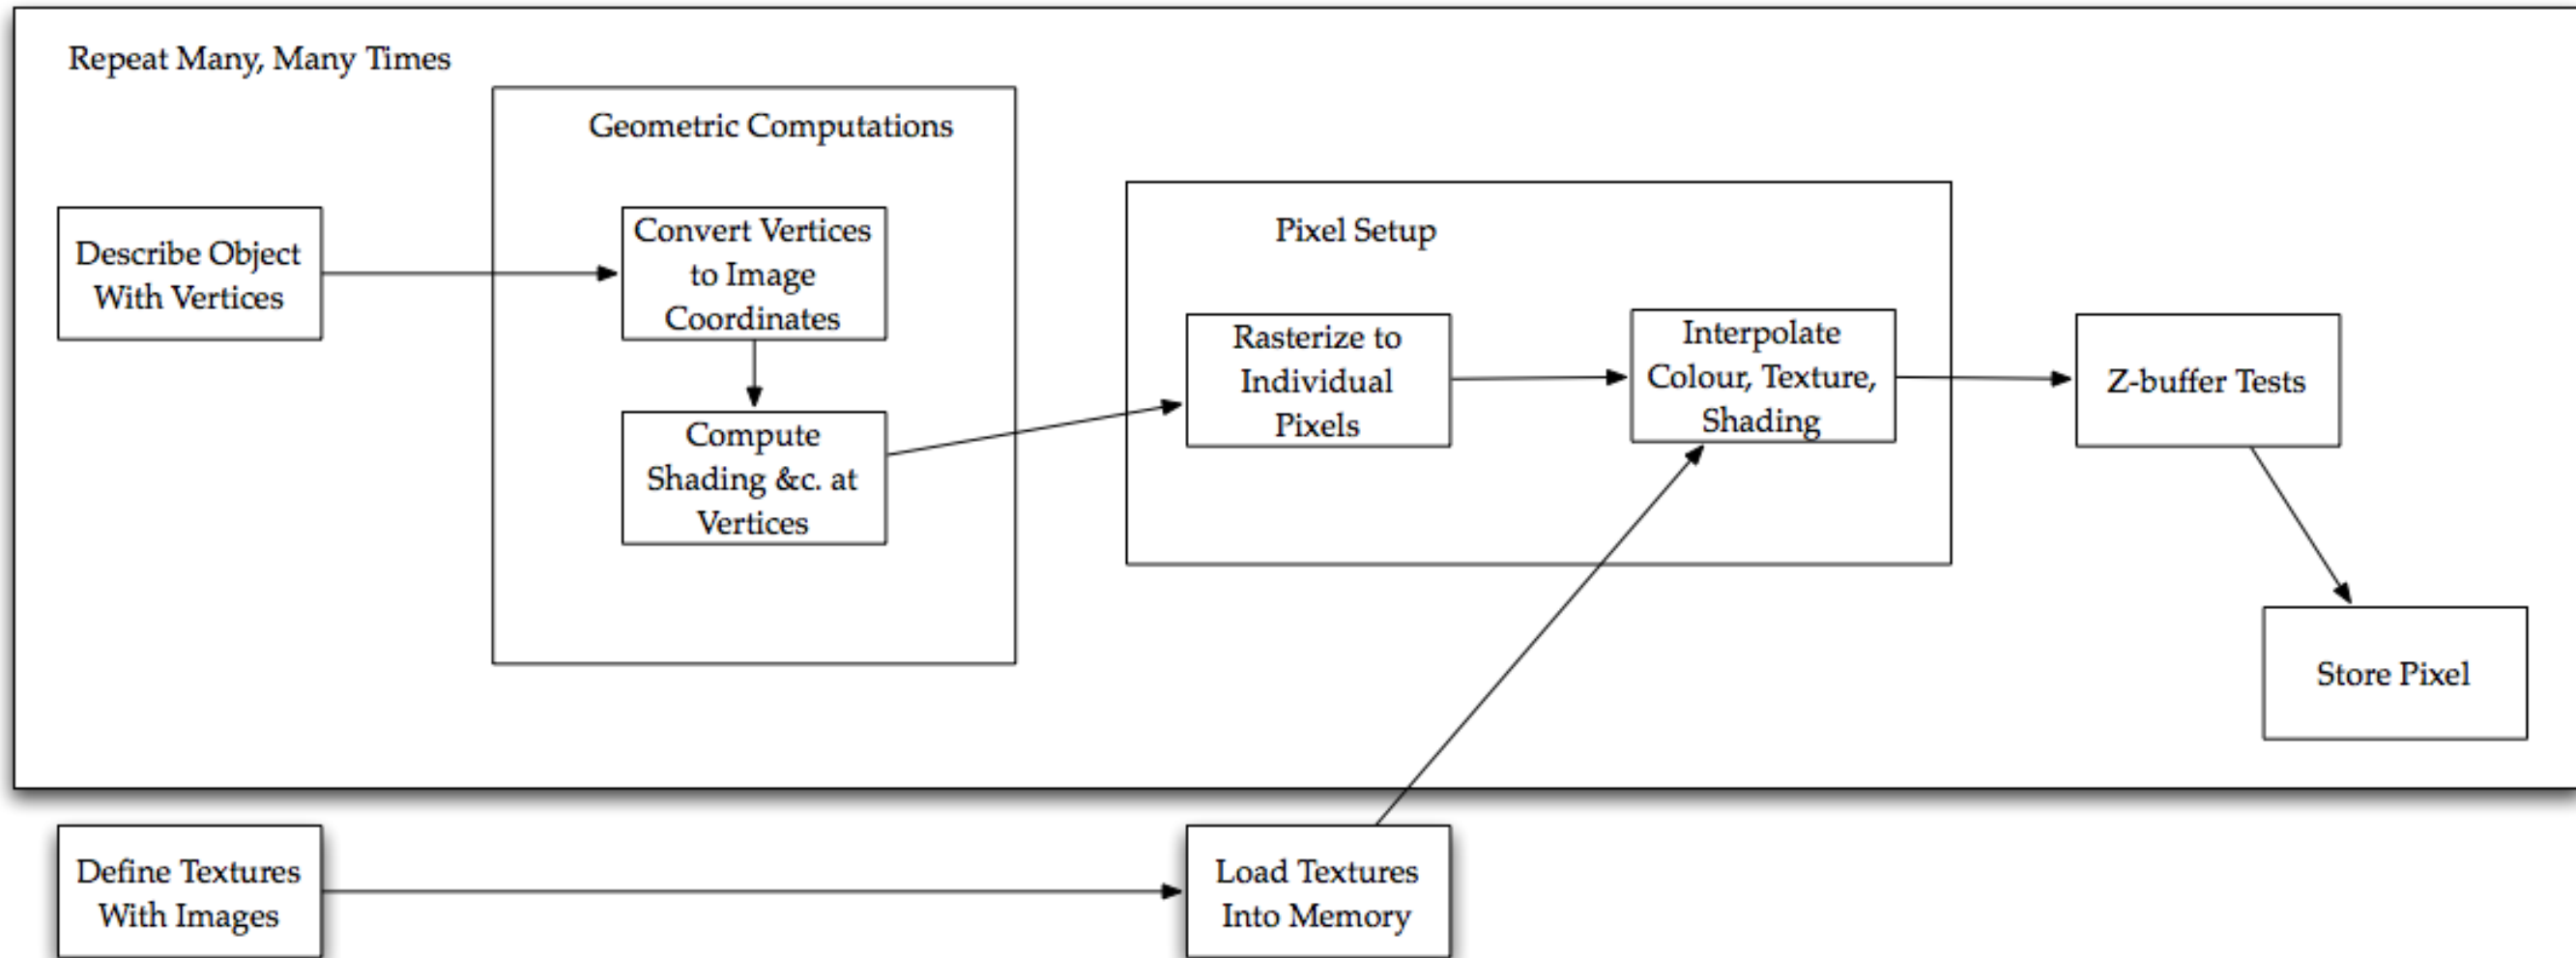 Repeat Many, Many Times
Geometric Computations
Describe Object
With Vertices
Convert Vertices
to Image
Coordinates
Compute
Shading &c. at
Vertices
Pixel Setup
Rasterize to
Individual
Pixels
Interpolate
Colour, Texture,
Shading
Z-buffer Tests
Store Pixel
Define Textures
With Images
Load Textures
Into Memory